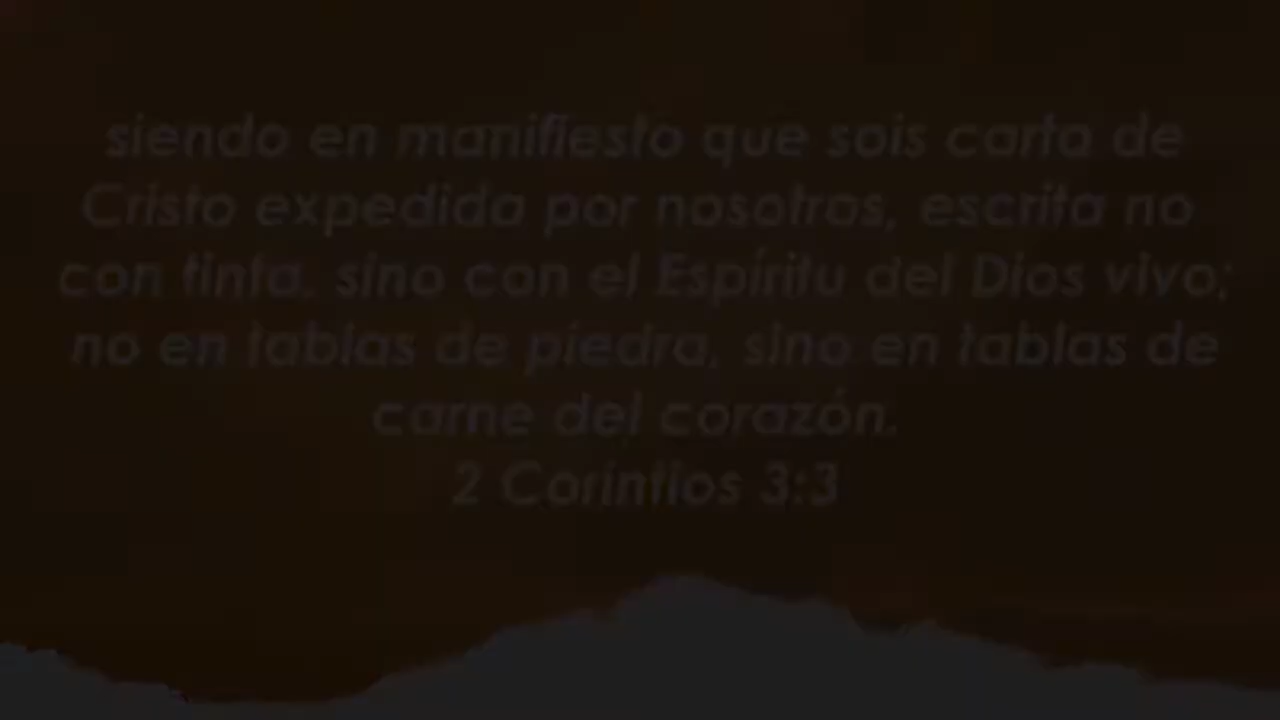 siendo en manifiesto que sois carta de
Cristo expedida por nosotros, escrita no
con tinta, sino con el Espíritu del Dios vivo;
no en tablas de piedra, sino en tablas de
carne del corazón.
2 Corintios 3:3